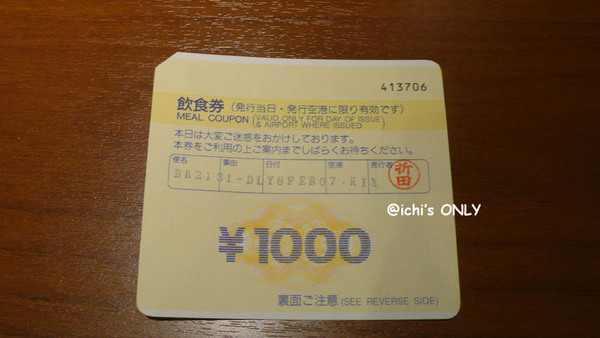 413706
飲食券 (発行当日・発行空港に限り有効です)
MEAL COUPON (VALID ONLY FOR DAY OF ISSUE & AIRPORT WHERE ISSUED.)
本日は大変ご迷惑をおかけしております。
本券をご利用の上ご案内までしばらくお待ちください。
便名 事由 日付 空港 発行者
BR2131-DLY8FEB07.KIX 折田
@ichi's ONLY
¥1000
裏面ご注意 (SEE REVERSE SIDE)